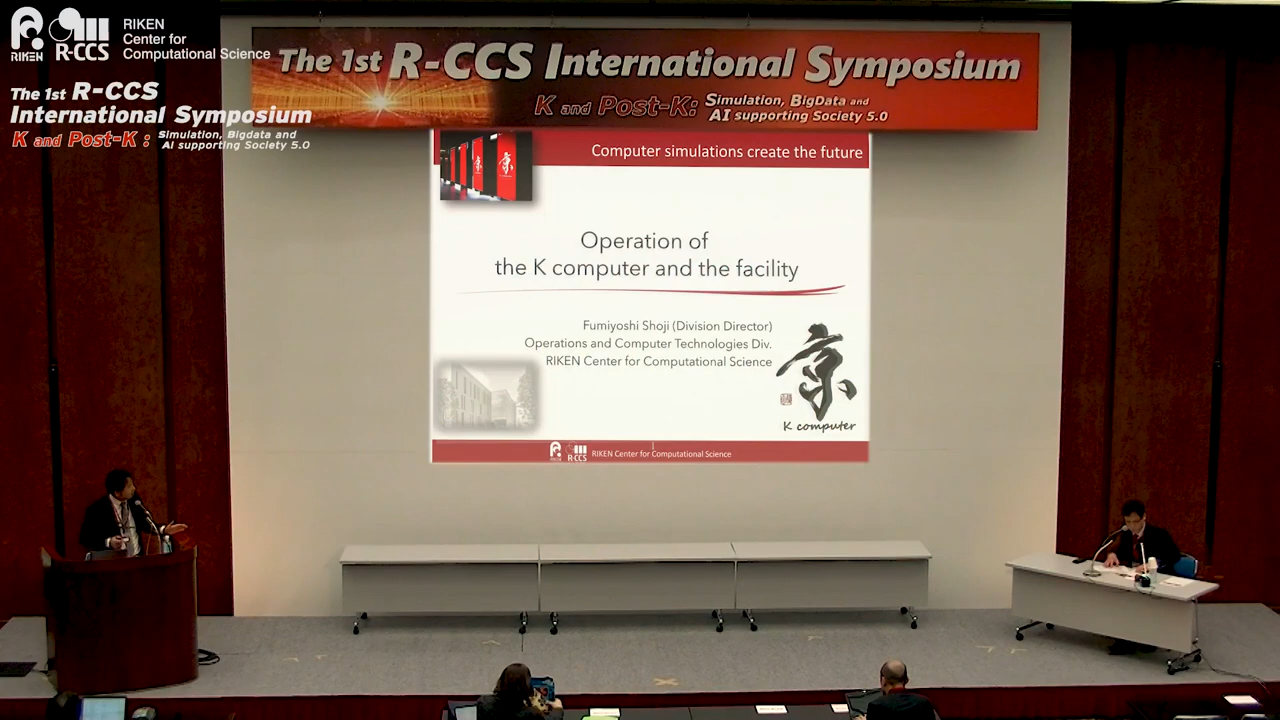 RIKEN
R-CCS
RIKEN
Center for
Computational Science
The 1st R-CCS
International Symposium
K and Post-K :
Simulation, Bigdata and
AI supporting Society 5.0
The 1st R-CCS International Symposium
K and Post-K:
Simulation, BigData and
AI supporting Society 5.0
Computer simulations create the future
京
京
Operation of
the K computer and the facility
Fumiyoshi Shoji (Division Director)
Operations and Computer Technologies Div.
RIKEN Center for Computational Science
京
K computer
RIKEN
R-CCS
RIKEN Center for Computational Science